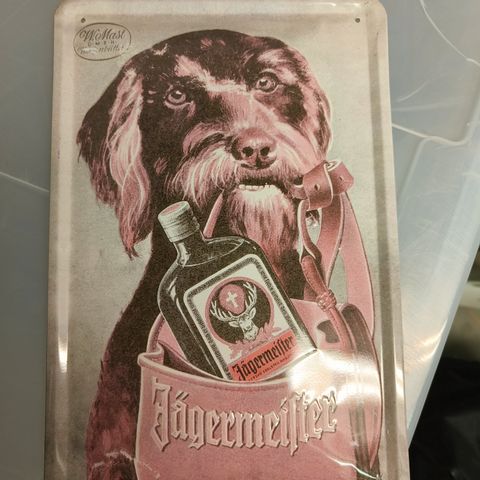 W. Mast
G M B H
Jägermeiſter
Jägermeiſter